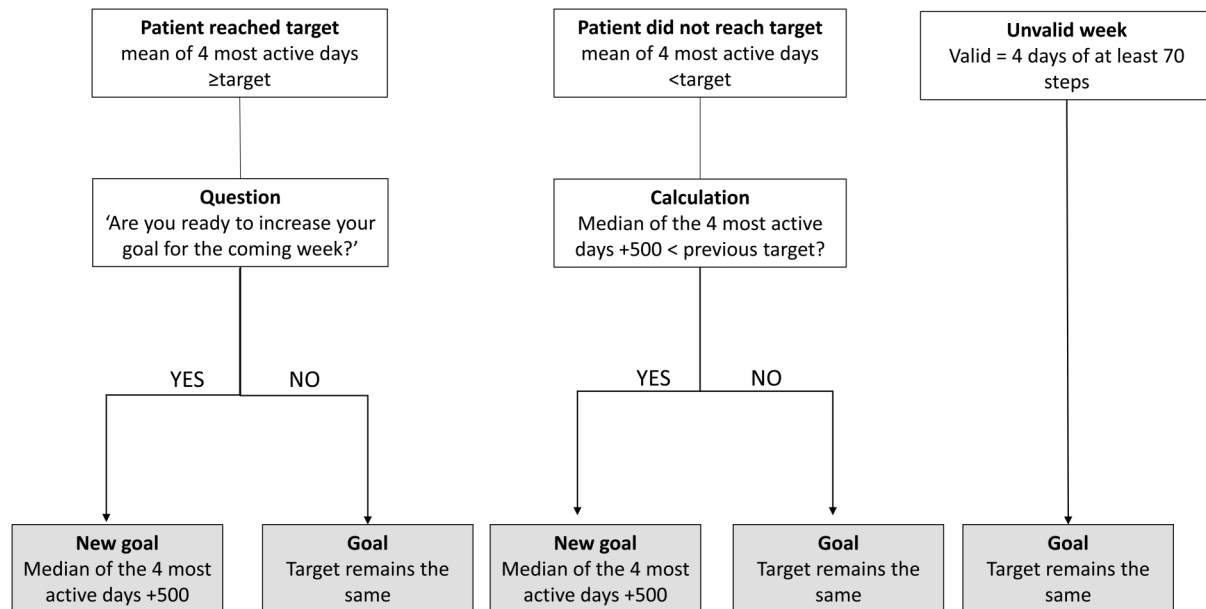 Patient reached target
mean of 4 most active days
≥target
Patient did not reach target
mean of 4 most active days
<target
Unvalid week
Valid = 4 days of at least 70
steps
Question
‘Are you ready to increase your
goal for the coming week?’
Calculation
Median of the 4 most active
days +500 < previous target?
YES
NO
YES
NO
New goal
Median of the 4 most
active days +500
Goal
Target remains the
same
New goal
Median of the 4 most
active days +500
Goal
Target remains the
same
Goal
Target remains the
same